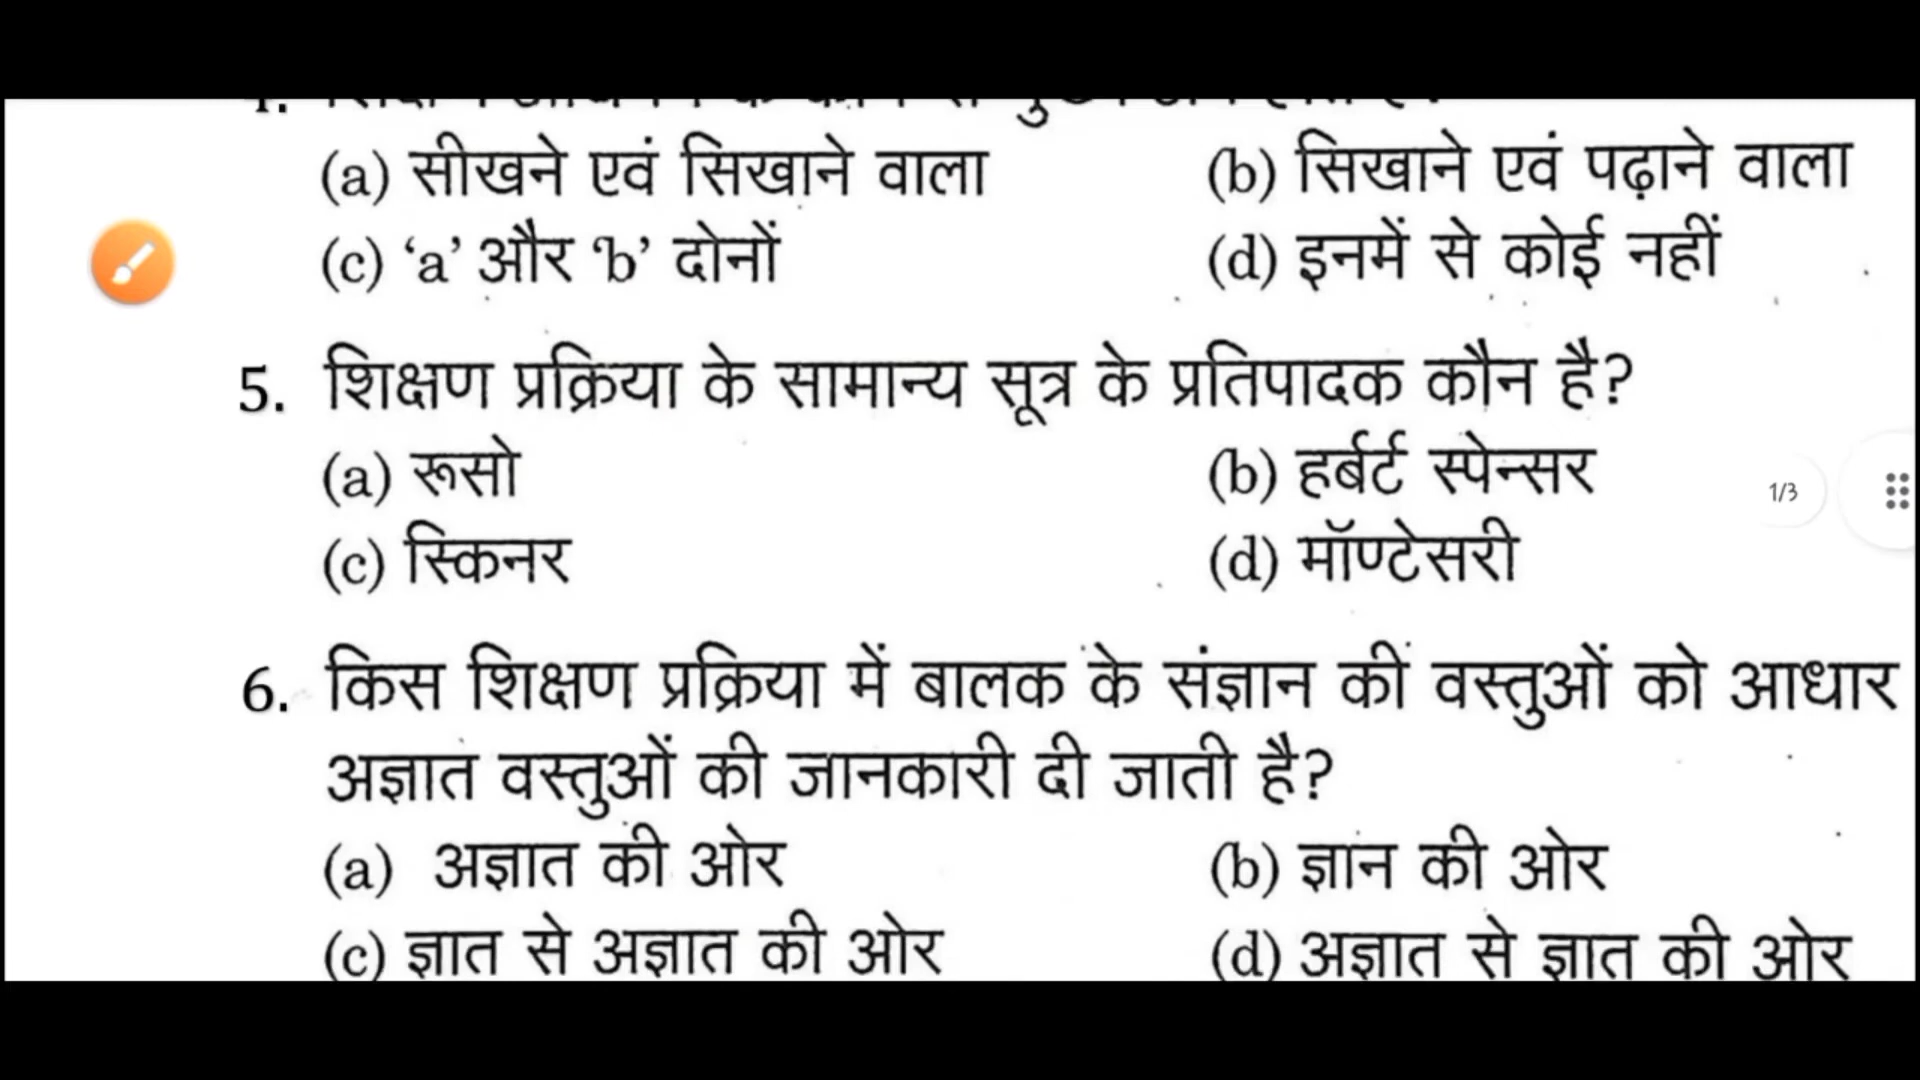 (a) सीखने एवं सिखाने वाला (b) सिखाने एवं पढ़ाने वाला
(c) ‘a’ और ‘b’ दोनों (d) इनमें से कोई नहीं
5. शिक्षण प्रक्रिया के सामान्य सूत्र के प्रतिपादक कौन है?
(a) रूसो (b) हर्बर्ट स्पेन्सर
1/3
(c) स्किनर (d) मॉण्टेसरी
6. किस शिक्षण प्रक्रिया में बालक के संज्ञान की वस्तुओं को आधार
अज्ञात वस्तुओं की जानकारी दी जाती है?
(a) अज्ञात की ओर (b) ज्ञान की ओर
(c) ज्ञात से अज्ञात की ओर (d) अज्ञात से ज्ञात की ओर